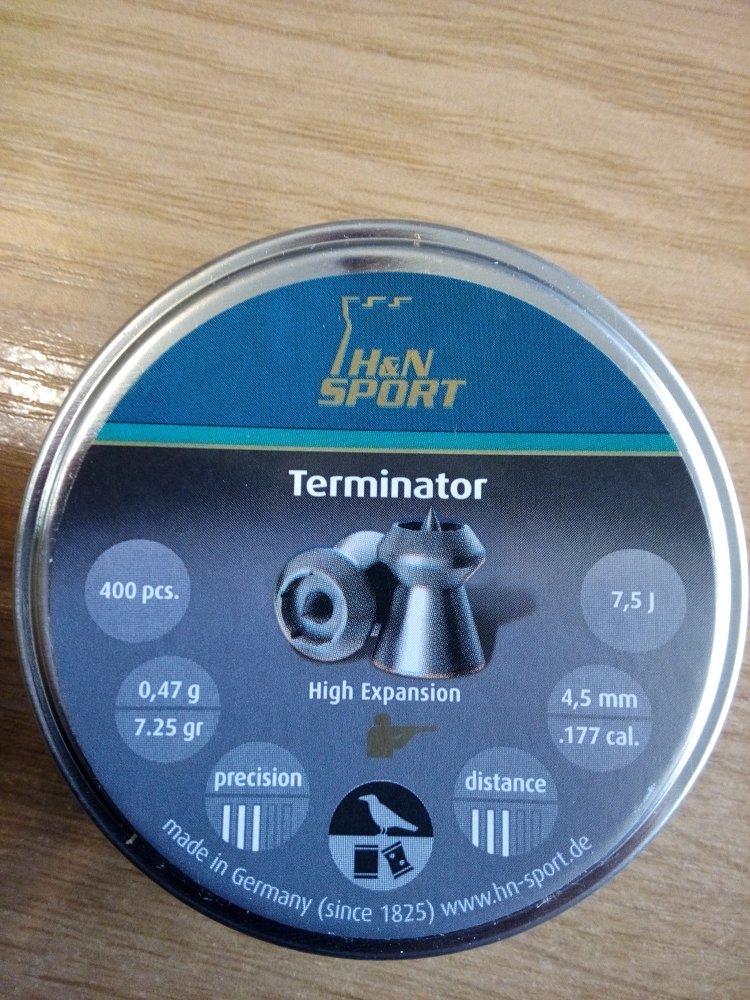 H&N
SPORT
Terminator
400 pcs.
7,5 J
High Expansion
0,47 g
7.25 gr
4,5 mm
.177 cal.
precision
distance
made in Germany (since 1825) www.hn-sport.de